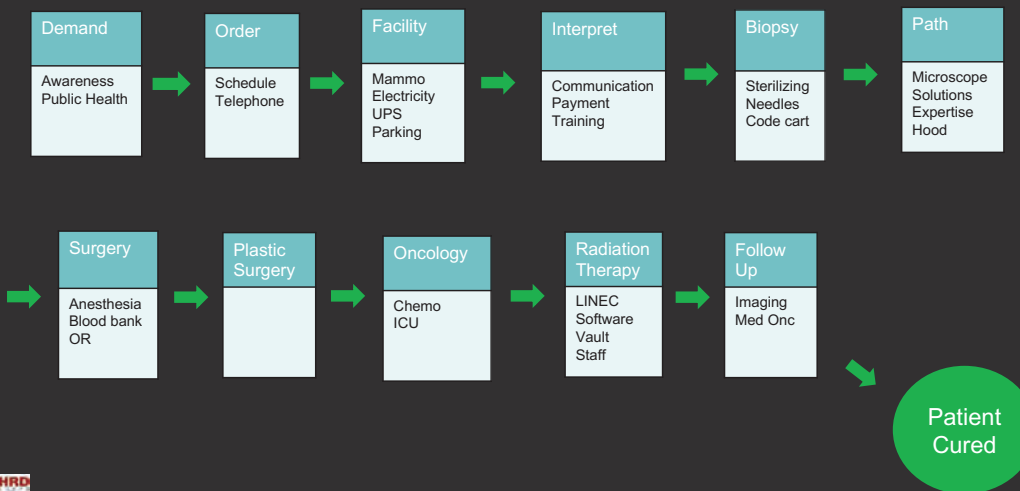 Demand
Awareness
Public Health
Order
Schedule
Telephone
Facility
Mammo
Electricity
UPS
Parking
Interpret
Communication
Payment
Training
Biopsy
Sterilizing
Needles
Code cart
Path
Microscope
Solutions
Expertise
Hood
Surgery
Anesthesia
Blood bank
OR
Plastic
Surgery
Oncology
Chemo
ICU
Radiation
Therapy
LINEC
Software
Vault
Staff
Follow
Up
Imaging
Med Onc
Patient
Cured
HRD